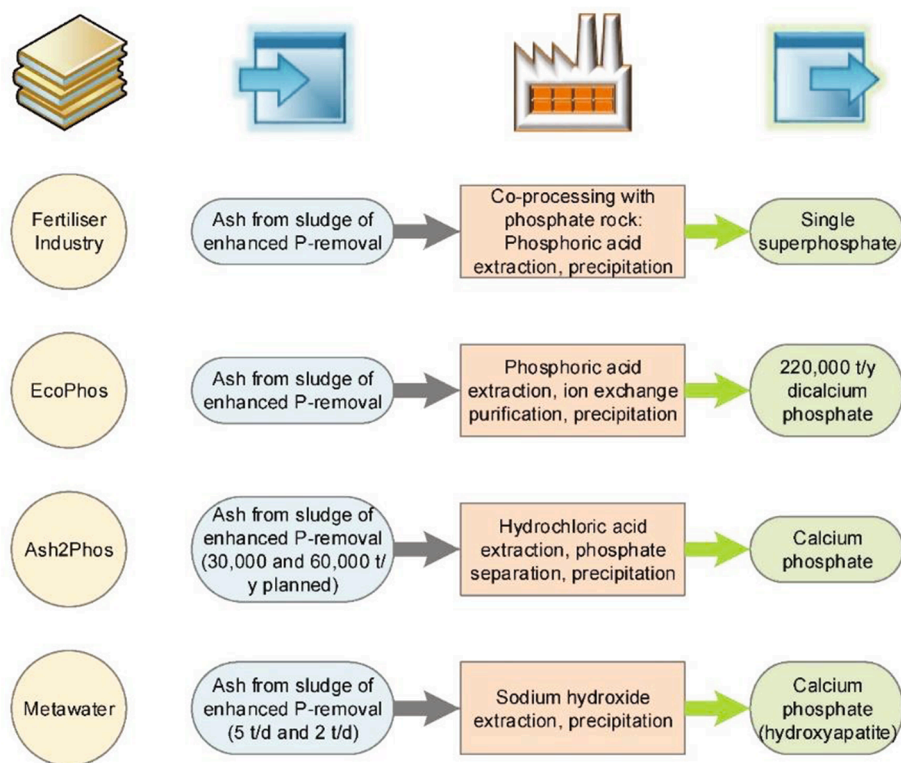 Fertiliser
Industry
Ash from sludge of
enhanced P-removal
Co-processing with
phosphate rock:
Phosphoric acid
extraction, precipitation
Single
superphosphate
EcoPhos
Ash from sludge of
enhanced P-removal
Phosphoric acid
extraction, ion exchange
purification, precipitation
220,000 t/y
dicalcium
phosphate
Ash2Phos
Ash from sludge of
enhanced P-removal
(30,000 and 60,000 t/
y planned)
Hydrochloric acid
extraction, phosphate
separation, precipitation
Calcium
phosphate
Metawater
Ash from sludge of
enhanced P-removal
(5 t/d and 2 t/d)
Sodium hydroxide
extraction, precipitation
Calcium
phosphate
(hydroxyapatite)